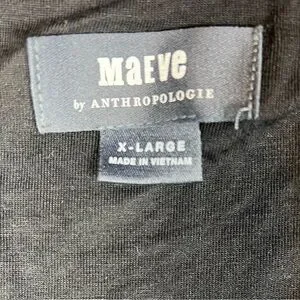 MaEve
by ANTHROPOLOGIE
X-LARGE
MADE IN VIETNAM